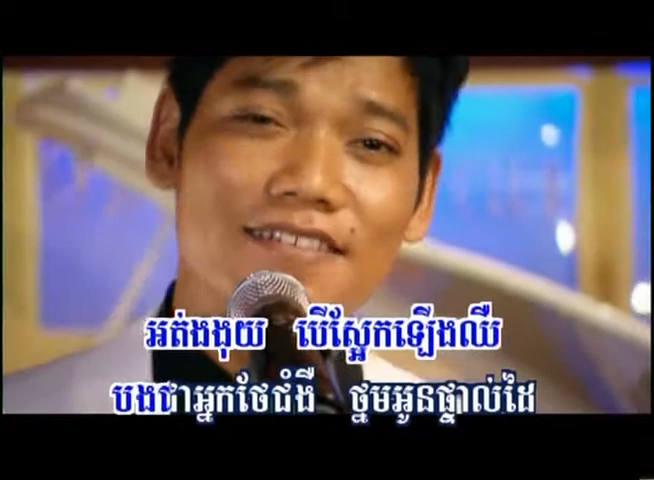 អត់ងងុយ បើស្អែកឡើងឈឺ
បងជាអ្នកថែជំងឺ ថ្នមអូនផ្ទាល់ដៃ